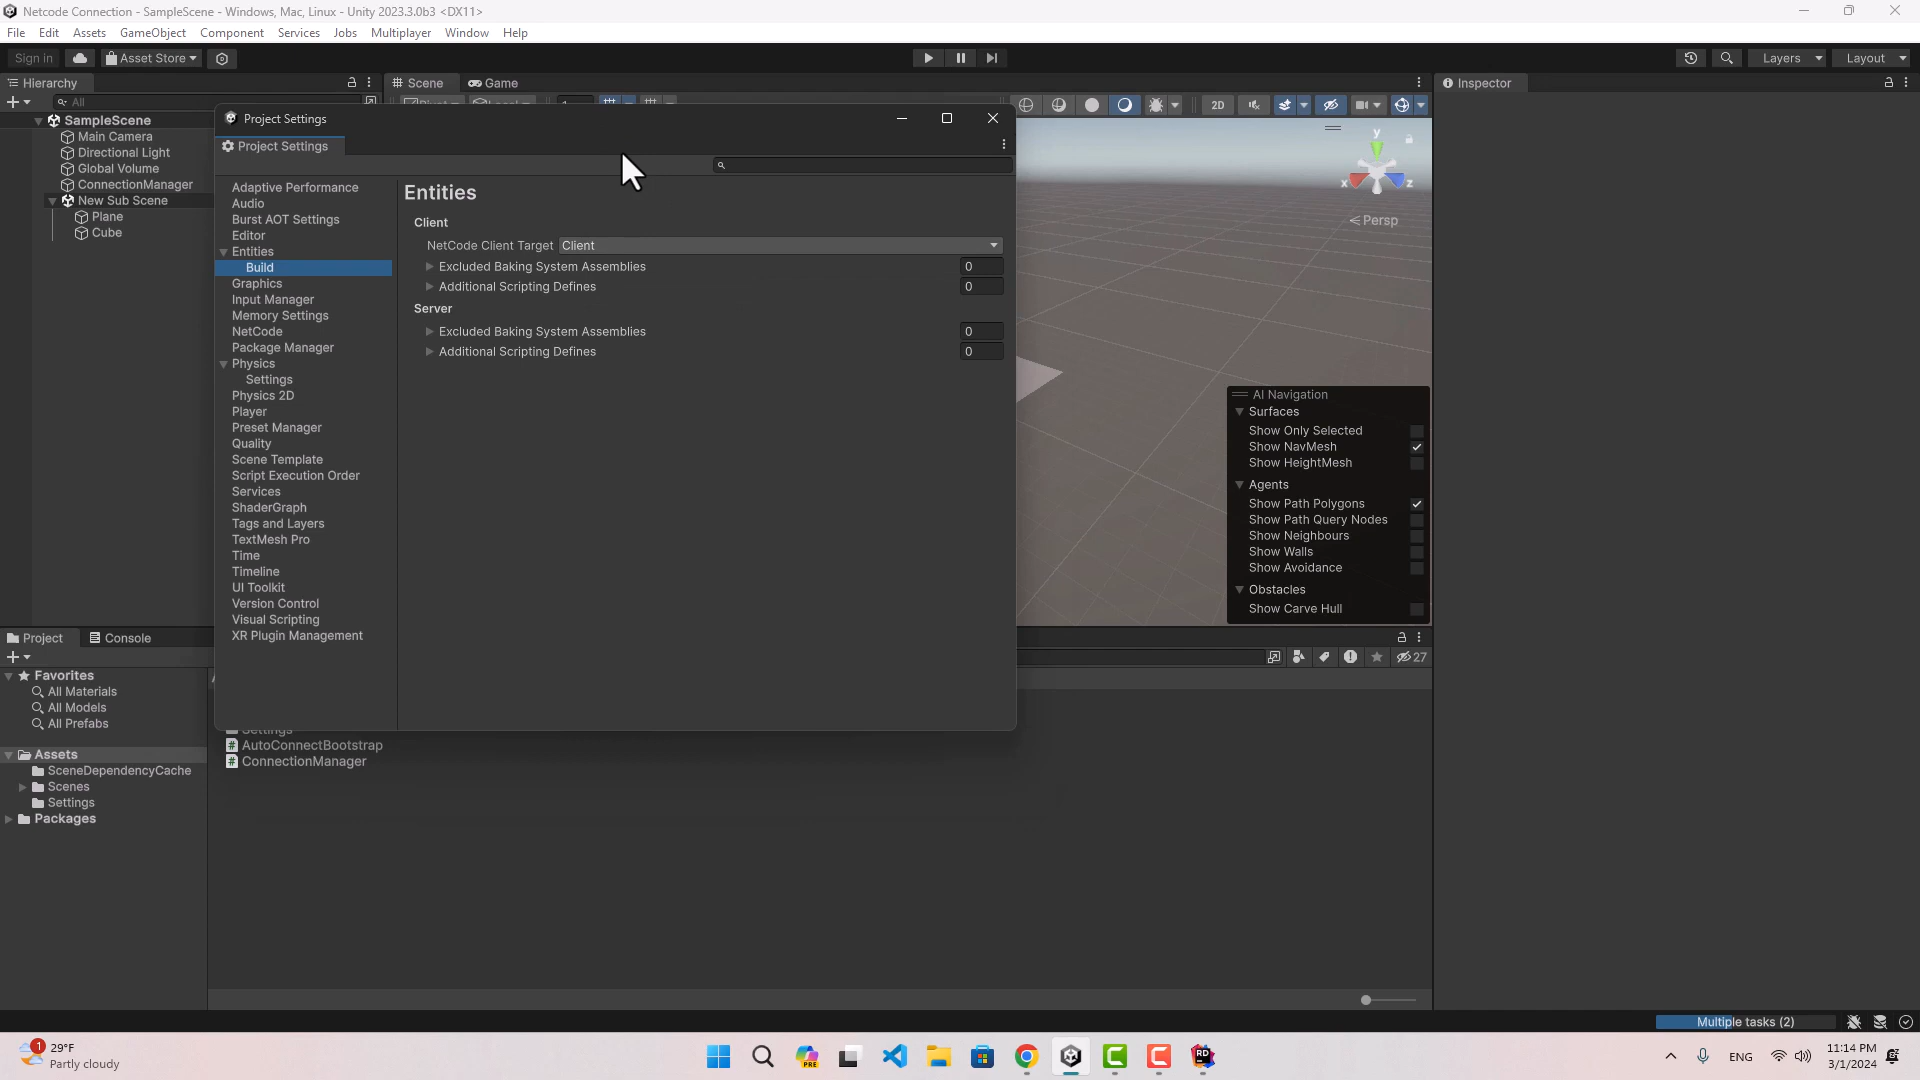 Netcode Connection - SampleScene - Windows, Mac, Linux - Unity 2023.3.0b3 <DX11>
File Edit Assets GameObject Component Services Jobs Multiplayer Window Help
Sign in Asset Store Layers Layout
Hierarchy
All
SampleScene
Main Camera
Directional Light
Global Volume
ConnectionManager
New Sub Scene
Plane
Cube
Scene Game
2D
y
x z
Persp
Inspector
Project Settings
Project Settings
Adaptive Performance
Audio
Burst AOT Settings
Editor
Entities
Build
Graphics
Input Manager
Memory Settings
NetCode
Package Manager
Physics
Settings
Physics 2D
Player
Preset Manager
Quality
Scene Template
Script Execution Order
Services
ShaderGraph
Tags and Layers
TextMesh Pro
Time
Timeline
UI Toolkit
Version Control
Visual Scripting
XR Plugin Management
Entities
Client
NetCode Client Target Client
Excluded Baking System Assemblies 0
Additional Scripting Defines 0
Server
Excluded Baking System Assemblies 0
Additional Scripting Defines 0
AI Navigation
Surfaces
Show Only Selected
Show NavMesh
Show HeightMesh
Agents
Show Path Polygons
Show Path Query Nodes
Show Neighbours
Show Walls
Show Avoidance
Obstacles
Show Carve Hull
Project Console
27
Favorites
All Materials
All Models
All Prefabs
Assets
SceneDependencyCache
Scenes
Settings
Packages
Settings
AutoConnectBootstrap
ConnectionManager
Multiple tasks (2)
1
29°F
Partly cloudy
PRE
RD
ENG
11:14 PM
3/1/2024